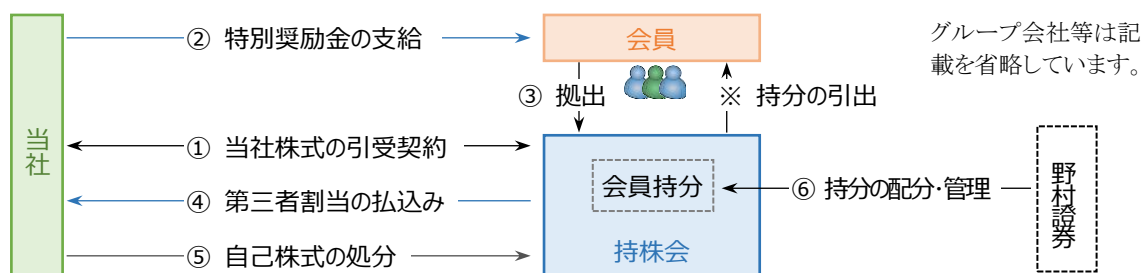 ② 特別奨励金の支給
会員
グループ会社等は記
載を省略しています。
③ 拠出
※ 持分の引出
当社
① 当社株式の引受契約
会員持分
⑥ 持分の配分･管理
野村證券
④ 第三者割当の払込み
持株会
⑤ 自己株式の処分